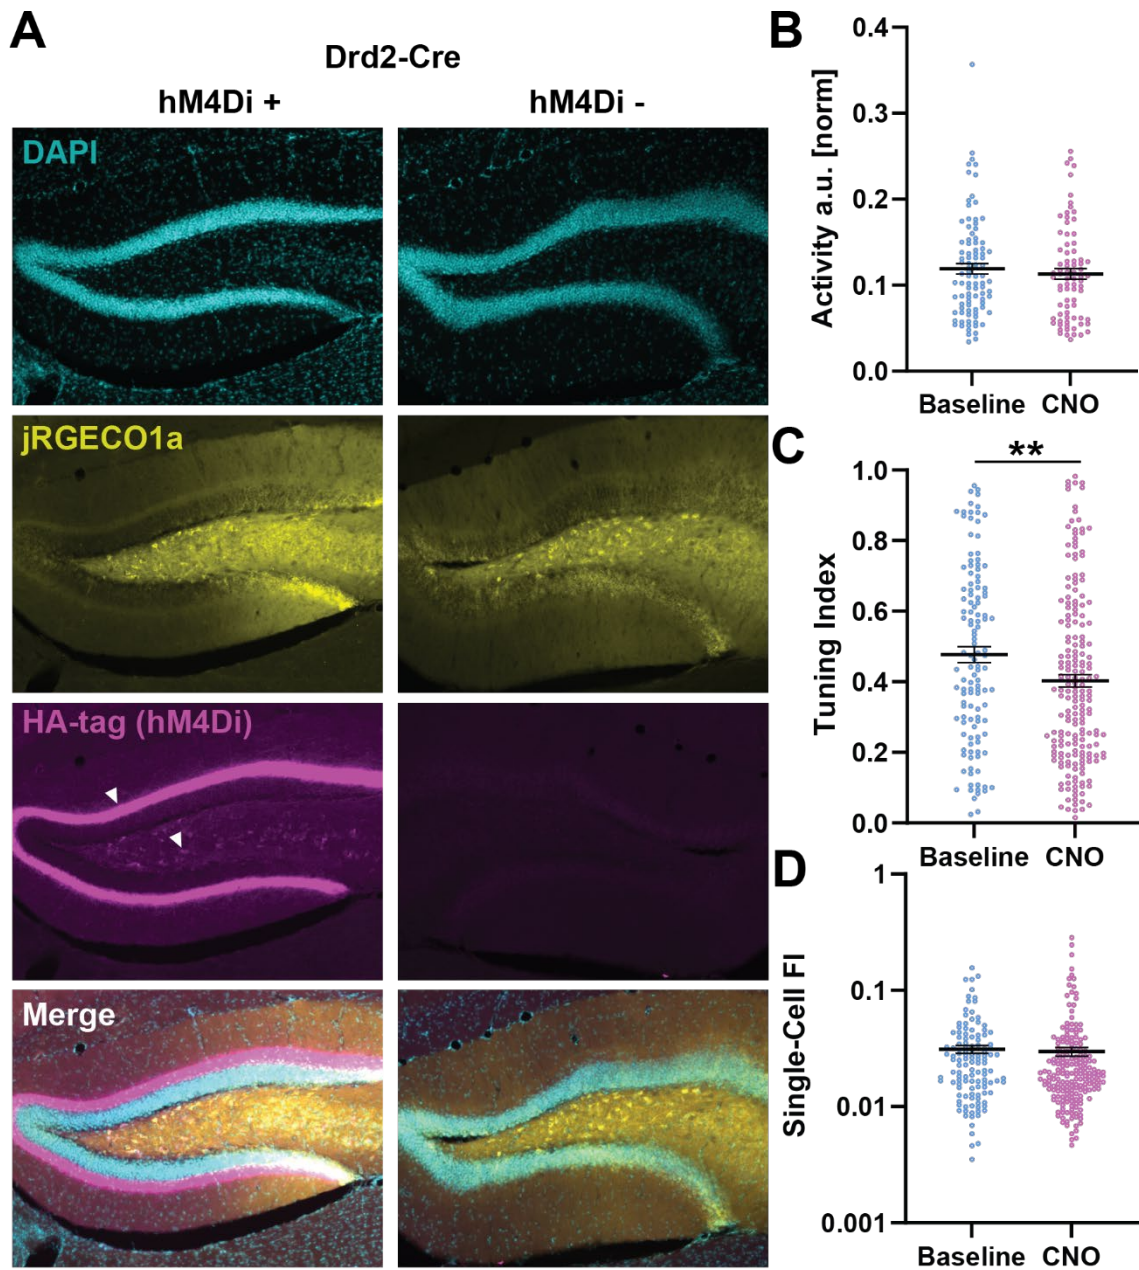 A
Drd2-Cre
hM4Di +
hM4Di -
DAPI
jRGECO1a
HA-tag (hM4Di)
Merge
B
Activity a.u. [norm]
0.4
0.3
0.2
0.1
0.0
Baseline
CNO
C
**
Tuning Index
1.0
0.8
0.6
0.4
0.2
0.0
Baseline
CNO
D
Single-Cell FI
1
0.1
0.01
0.001
Baseline
CNO